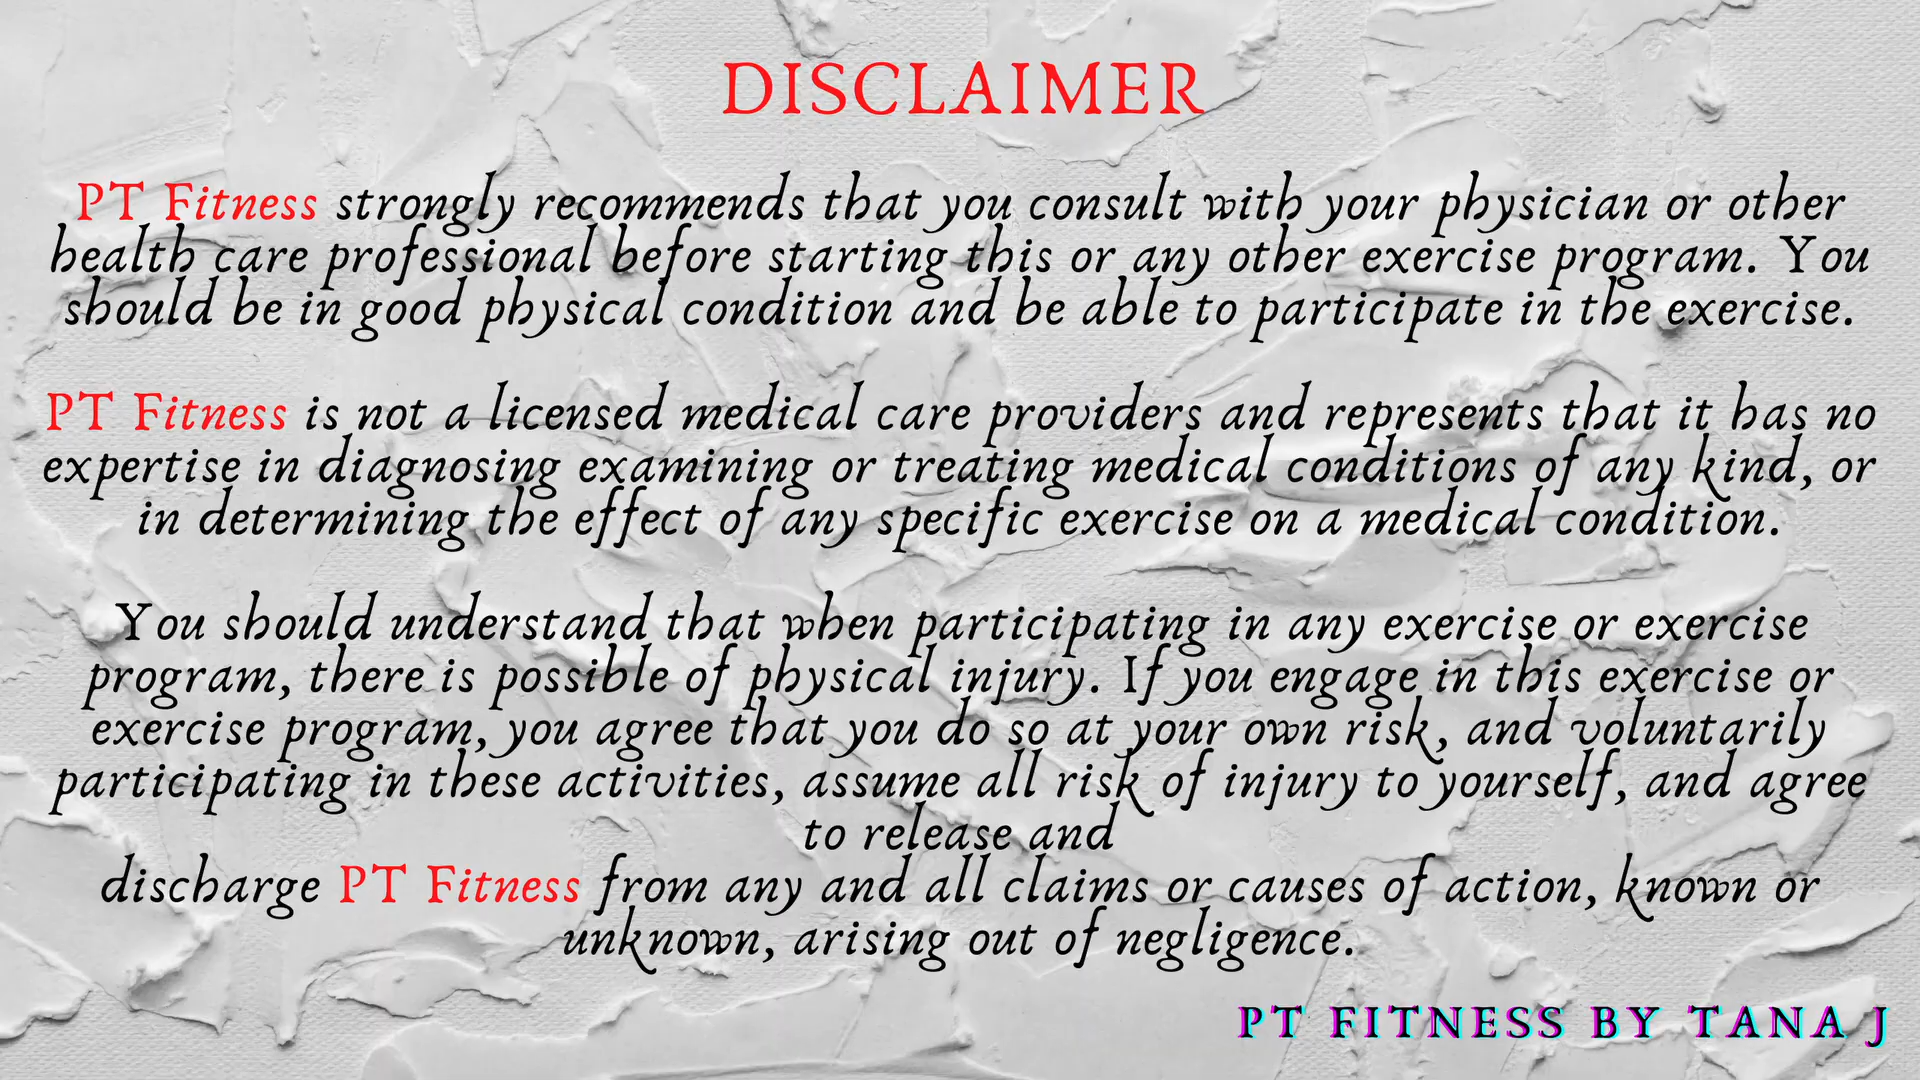 DISCLAIMER
PT Fitness strongly recommends that you consult with your physician or other
health care professional before starting this or any other exercise program. You
should be in good physical condition and be able to participate in the exercise.
PT Fitness is not a licensed medical care providers and represents that it has no
expertise in diagnosing examining or treating medical conditions of any kind, or
in determining the effect of any specific exercise on a medical condition.
You should understand that when participating in any exercise or exercise
program, there is possible of physical injury. If you engage in this exercise or
exercise program, you agree that you do so at your own risk, and voluntarily
participating in these activities, assume all risk of injury to yourself, and agree
to release and
discharge PT Fitness from any and all claims or causes of action, known or
unknown, arising out of negligence.
PT FITNESS BY TANA J